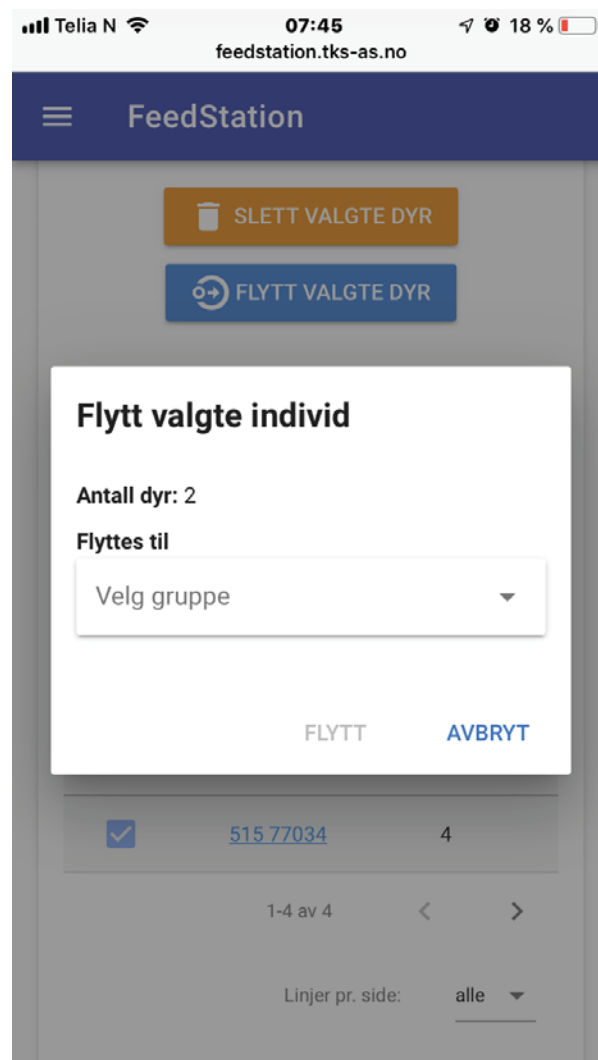 Telia N 07:45 18 %
feedstation.tks-as.no
FeedStation
SLETT VALGTE DYR
FLYTT VALGTE DYR
Flytt valgte individ
Antall dyr: 2
Flyttes til
Velg gruppe
FLYTT AVBRYT
515 77034 4
1-4 av 4
Linjer pr. side: alle